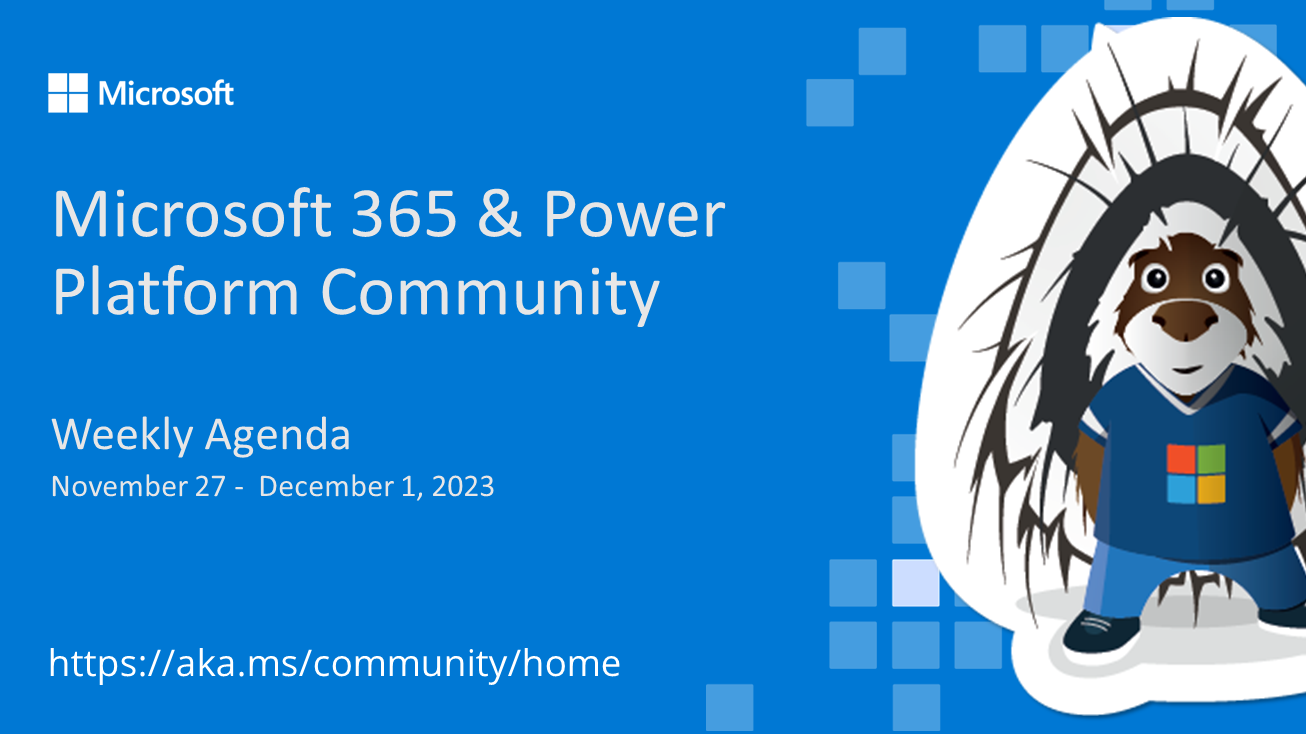 Microsoft
Microsoft 365 & Power
Platform Community
Weekly Agenda
November 27 -  December 1, 2023
https://aka.ms/community/home